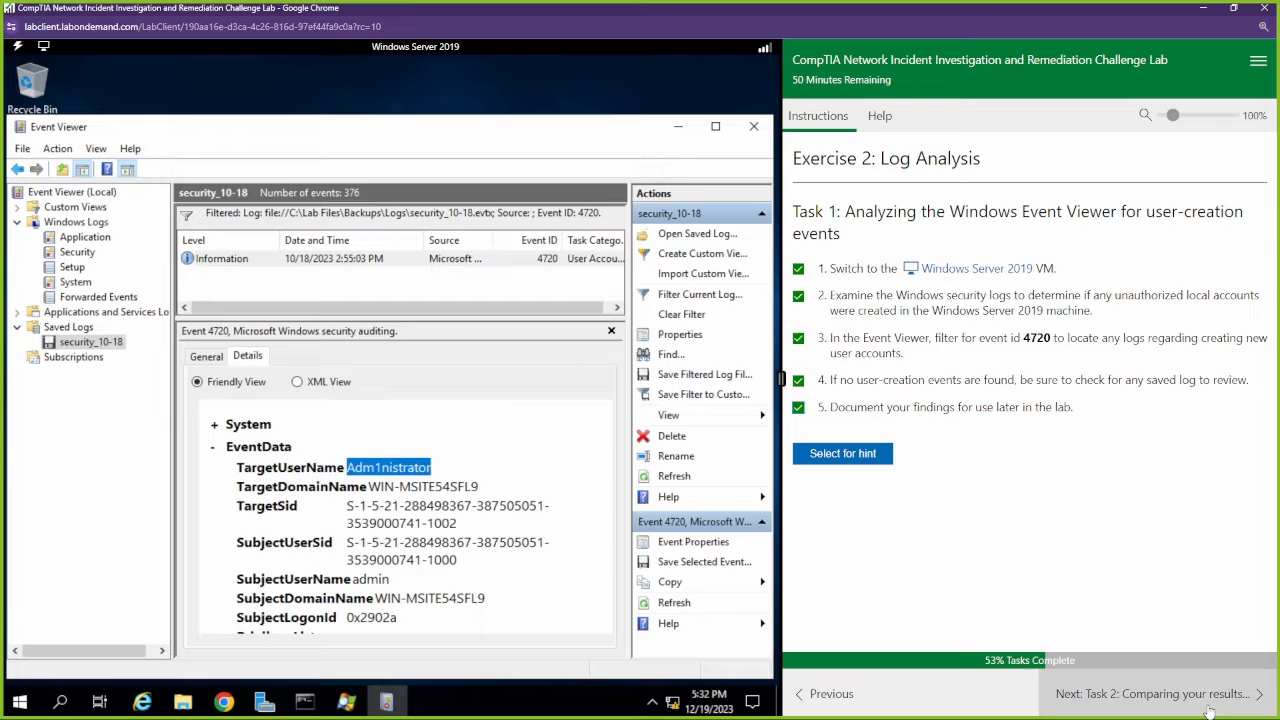 CompTIA Network Incident Investigation and Remediation Challenge Lab - Google Chrome
labclient.labondemand.com/LabClient/190aa16e-d3ca-4c26-816d-97ef44fa9c0a?rc=10
Windows Server 2019
Recycle Bin
Event Viewer
File Action View Help
Event Viewer (Local)
Custom Views
Windows Logs
Application
Security
Setup
System
Forwarded Events
Applications and Services Lo
Saved Logs
security_10-18
Subscriptions
security_10-18 Number of events: 376
Filtered: Log: file://C:\Lab Files\Backups\Logs\security_10-18.evtx; Source: ; Event ID: 4720.
Level Date and Time Source Event ID Task Catego...
Information 10/18/2023 2:55:03 PM Microsoft ... 4720 User Accou...
Event 4720, Microsoft Windows security auditing.
General Details
Friendly View XML View
+ System
- EventData
TargetUserName Adm1nistrator
TargetDomainName WIN-MSITE54SFL9
TargetSid S-1-5-21-288498367-387505051-
3539000741-1002
SubjectUserSid S-1-5-21-288498367-387505051-
3539000741-1000
SubjectUserName admin
SubjectDomainName WIN-MSITE54SFL9
SubjectLogonId 0x2902a
Actions
security_10-18
Open Saved Log...
Create Custom Vie...
Import Custom Vie...
Filter Current Log...
Clear Filter
Properties
Find...
Save Filtered Log Fil...
Save Filter to Custo...
View
Delete
Rename
Refresh
Help
Event 4720, Microsoft W...
Event Properties
Save Selected Event...
Copy
Refresh
Help
5:32 PM
12/19/2023
CompTIA Network Incident Investigation and Remediation Challenge Lab
50 Minutes Remaining
Instructions Help
100%
Exercise 2: Log Analysis
Task 1: Analyzing the Windows Event Viewer for user-creation
events
1. Switch to the Windows Server 2019 VM.
2. Examine the Windows security logs to determine if any unauthorized local accounts
were created in the Windows Server 2019 machine.
3. In the Event Viewer, filter for event id 4720 to locate any logs regarding creating new
user accounts.
4. If no user-creation events are found, be sure to check for any saved log to review.
5. Document your findings for use later in the lab.
Select for hint
53% Tasks Complete
Previous
Next: Task 2: Comparing your results...